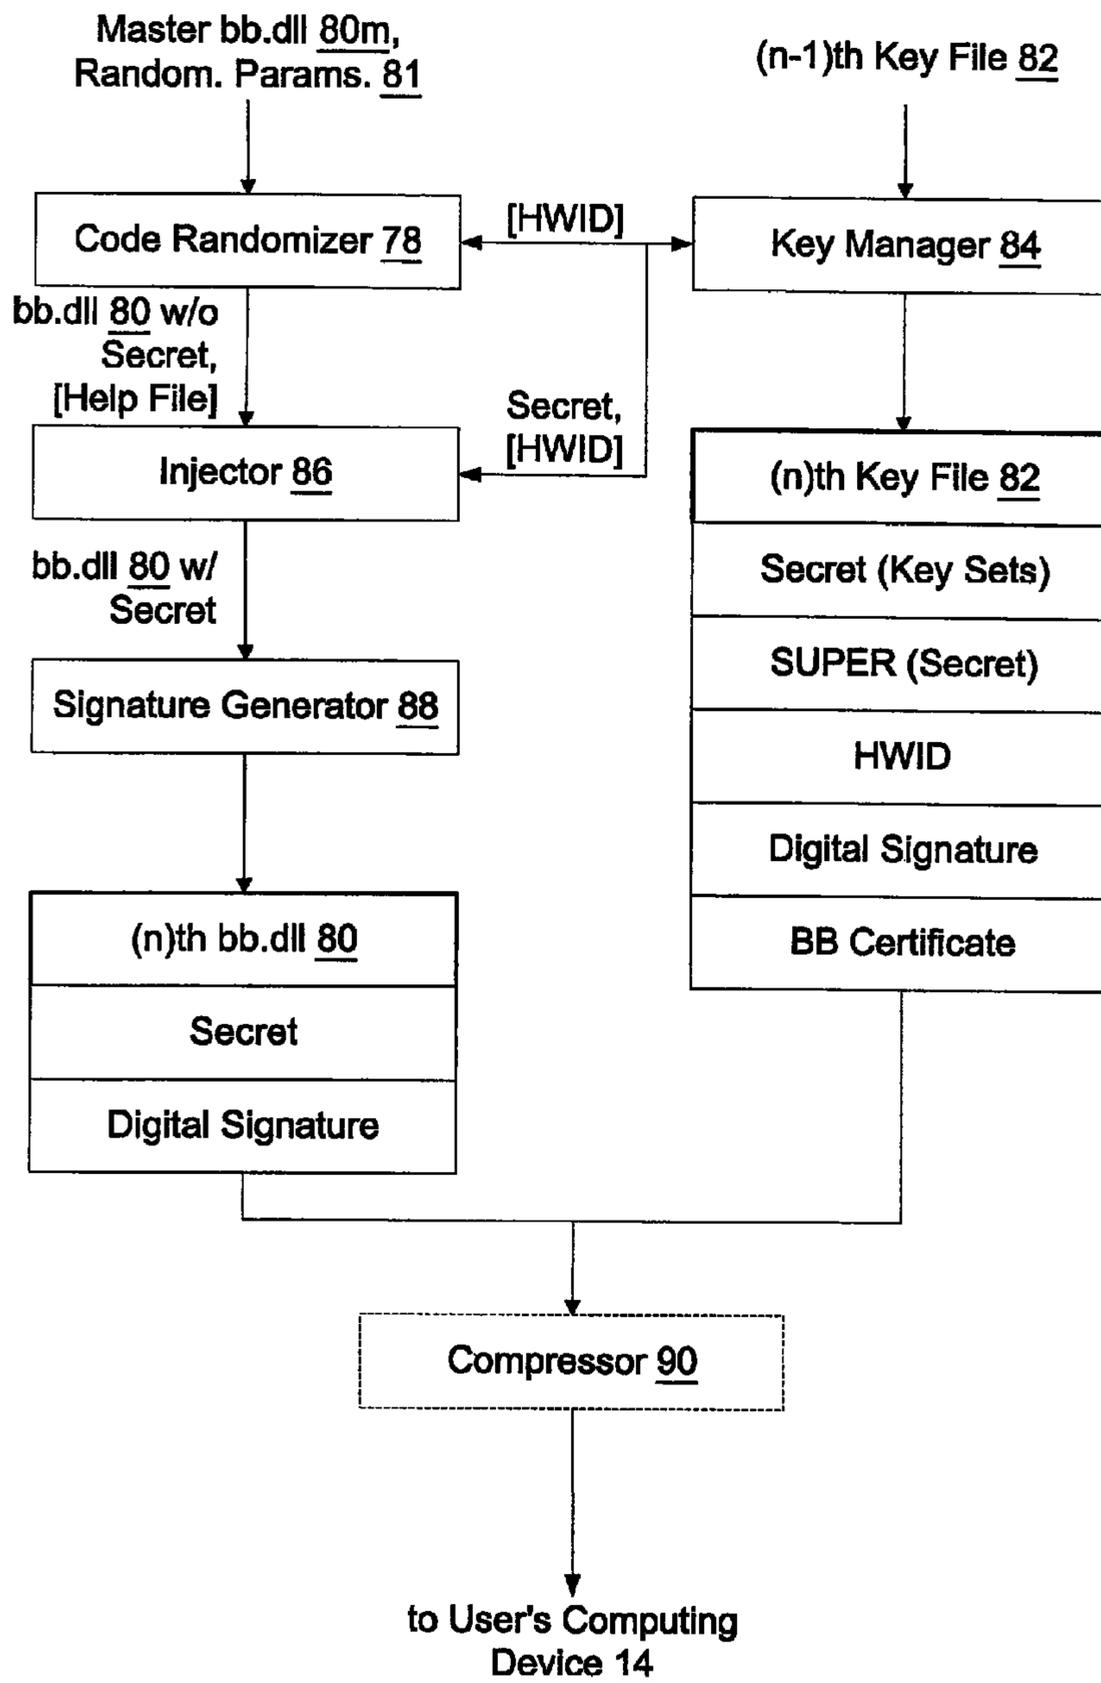 Master bb.dll 80m,
Random. Params. 81
(n-1)th Key File 82
Code Randomizer 78
[HWID]
Key Manager 84
bb.dll 80 w/o
Secret,
[Help File]
Secret,
[HWID]
Injector 86
(n)th Key File 82
bb.dll 80 w/
Secret
Secret (Key Sets)
SUPER (Secret)
Signature Generator 88
HWID
Digital Signature
(n)th bb.dll 80
BB Certificate
Secret
Digital Signature
Compressor 90
to User's Computing
Device 14